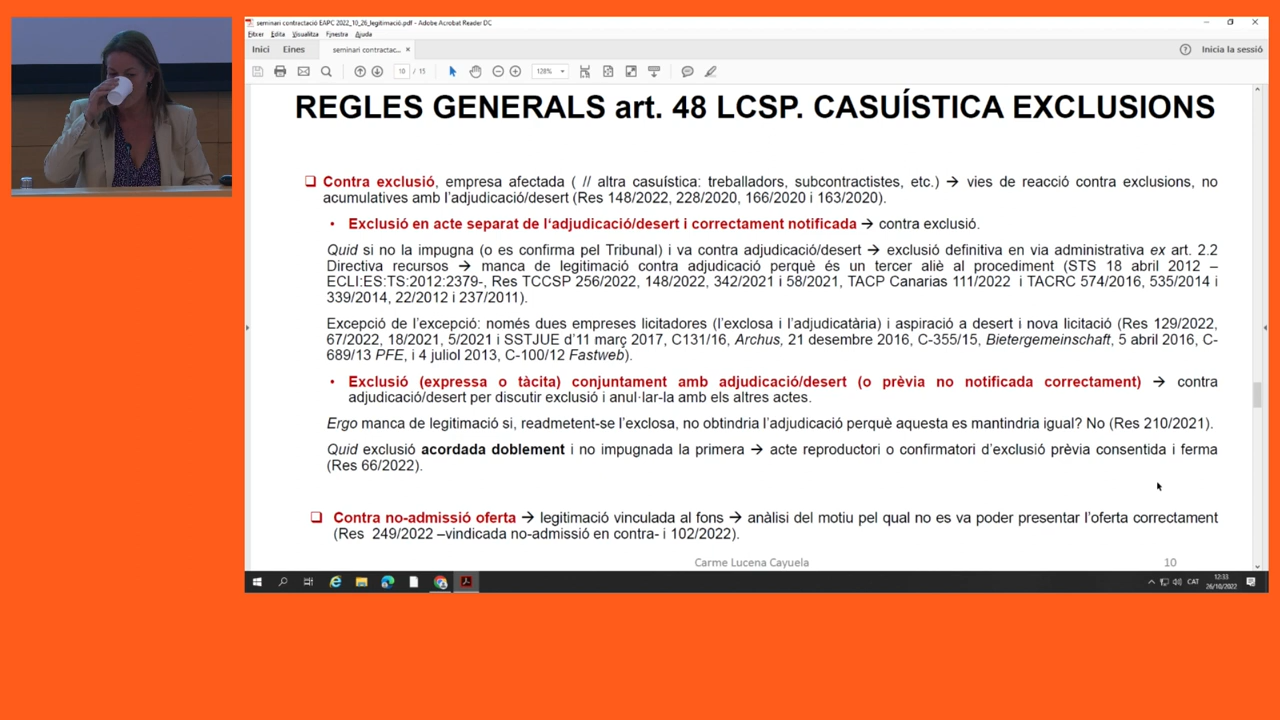 seminari contractació EAPC 2022_10_26_legitimació.pdf - Adobe Acrobat Reader DC
Fitxer Edita Visualitza Finestra Ajuda
Inici Eines seminari contractac... × Inicia la sessió
10 / 15 128%
REGLES GENERALS art. 48 LCSP. CASUÍSTICA EXCLUSIONS
Contra exclusió, empresa afectada ( // altra casuística: treballadors, subcontractistes, etc.) → vies de reacció contra exclusions, no
acumulatives amb l’adjudicació/desert (Res 148/2022, 228/2020, 166/2020 i 163/2020).
• Exclusió en acte separat de l‘adjudicació/desert i correctament notificada → contra exclusió.
Quid si no la impugna (o es confirma pel Tribunal) i va contra adjudicació/desert → exclusió definitiva en via administrativa ex art. 2.2
Directiva recursos → manca de legitimació contra adjudicació perquè és un tercer aliè al procediment (STS 18 abril 2012 –
ECLI:ES:TS:2012:2379-, Res TCCSP 256/2022, 148/2022, 342/2021 i 58/2021, TACP Canarias 111/2022 i TACRC 574/2016, 535/2014 i
339/2014, 22/2012 i 237/2011).
Excepció de l’excepció: només dues empreses licitadores (l’exclosa i l’adjudicatària) i aspiració a desert i nova licitació (Res 129/2022,
67/2022, 18/2021, 5/2021 i SSTJUE d’11 març 2017, C131/16, Archus, 21 desembre 2016, C-355/15, Bietergemeinschaft, 5 abril 2016, C-
689/13 PFE, i 4 juliol 2013, C-100/12 Fastweb).
• Exclusió (expressa o tàcita) conjuntament amb adjudicació/desert (o prèvia no notificada correctament) → contra
adjudicació/desert per discutir exclusió i anul·lar-la amb els altres actes.
Ergo manca de legitimació si, readmetent-se l’exclosa, no obtindria l’adjudicació perquè aquesta es mantindria igual? No (Res 210/2021).
Quid exclusió acordada doblement i no impugnada la primera → acte reproductori o confirmatori d’exclusió prèvia consentida i ferma
(Res 66/2022).
Contra no-admissió oferta → legitimació vinculada al fons → anàlisi del motiu pel qual no es va poder presentar l’oferta correctament
(Res 249/2022 –vindicada no-admissió en contra- i 102/2022).
Carme Lucena Cayuela 10
CAT 12:33
26/10/2022